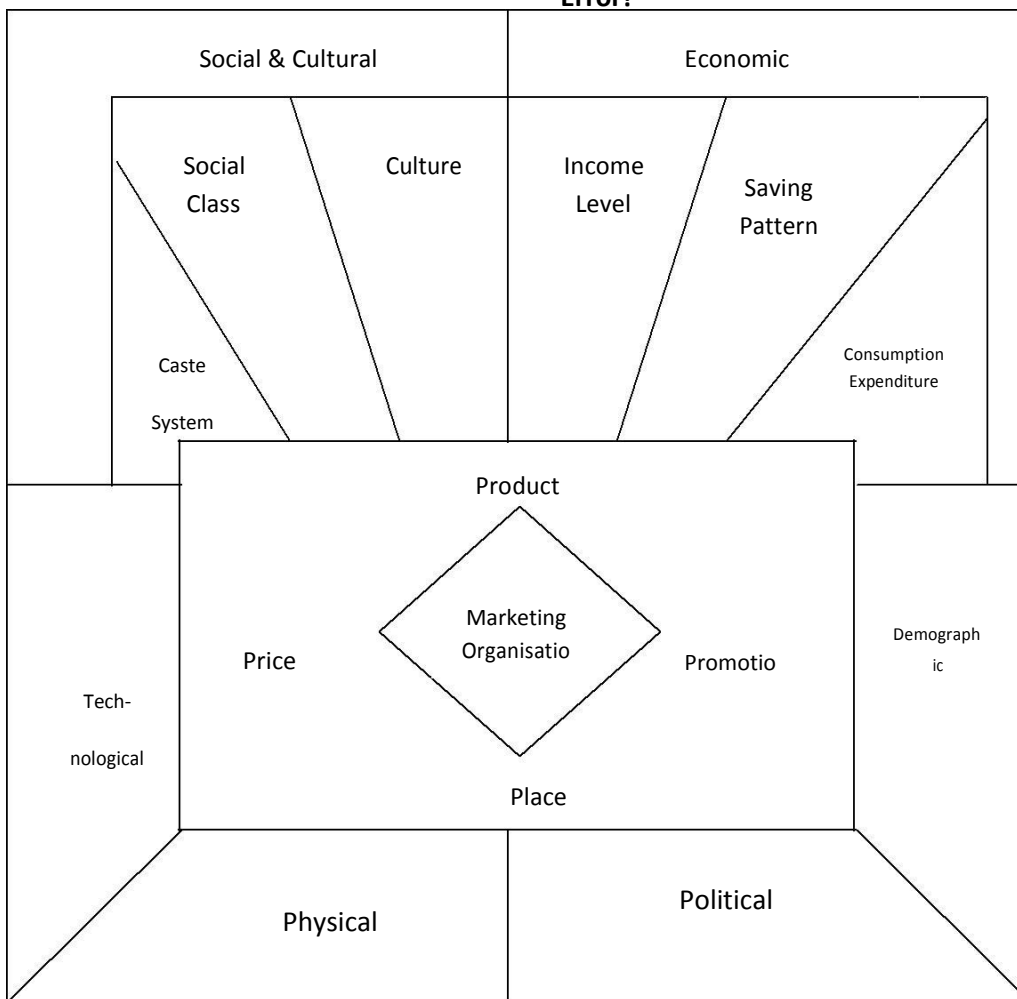 Error!
Social & Cultural
Economic
Social
Class
Culture
Income
Level
Saving
Pattern
Caste
System
Consumption
Expenditure
Product
Marketing
Organisatio
Price
Promotio
Demograph
ic
Tech-
nological
Place
Physical
Political